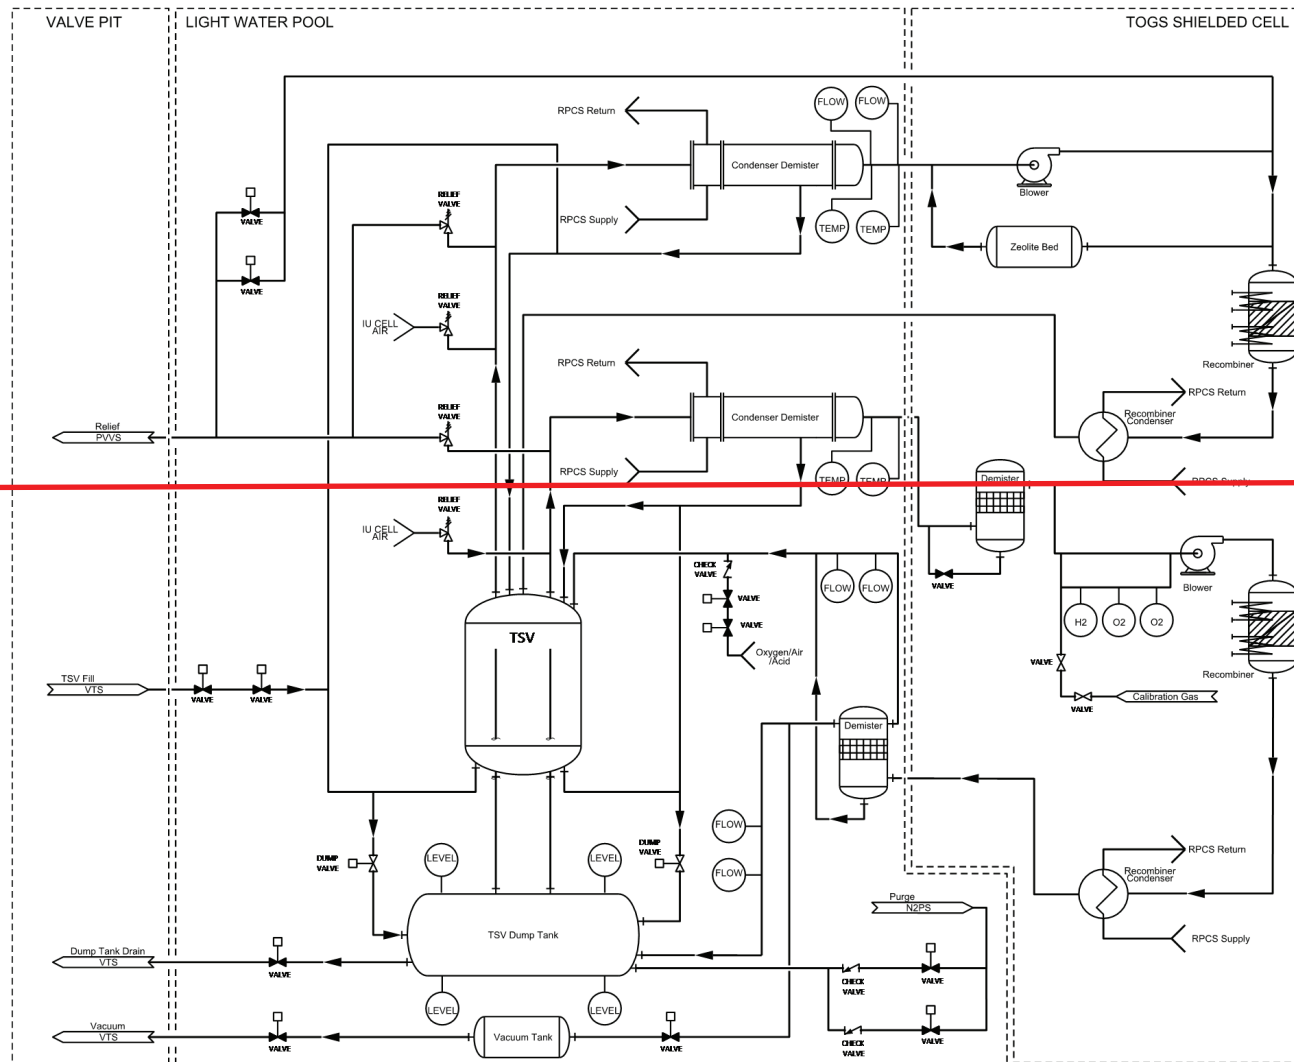 VALVE PIT
LIGHT WATER POOL
TOGS SHIELDED CELL
RPCS Return
FLOW
FLOW
Condenser Demister
Blower
RELIEF
VALVE
VALVE
RPCS Supply
TEMP
TEMP
Zeolite Bed
VALVE
RELIEF
VALVE
IU CELL
AIR
RPCS Return
Recombiner
RPCS Return
RELIEF
VALVE
Condenser Demister
Recombiner
Condenser
Relief
PVVS
RPCS Supply
TEMP
TEMP
Demister
RPCS Supply
RELIEF
VALVE
IU CELL
AIR
CHECK
VALVE
VALVE
FLOW
FLOW
VALVE
Blower
VALVE
H2
O2
O2
TSV
Oxygen/Air
/Acid
VALVE
Recombiner
TSV Fill
VTS
VALVE
VALVE
Calibration Gas
VALVE
Demister
FLOW
DUMP
VALVE
LEVEL
LEVEL
DUMP
VALVE
FLOW
RPCS Return
Recombiner
Condenser
Purge
N2PS
TSV Dump Tank
RPCS Supply
Dump Tank Drain
VTS
VALVE
CHECK
VALVE
VALVE
LEVEL
LEVEL
Vacuum
VTS
VALVE
Vacuum Tank
VALVE
CHECK
VALVE
VALVE